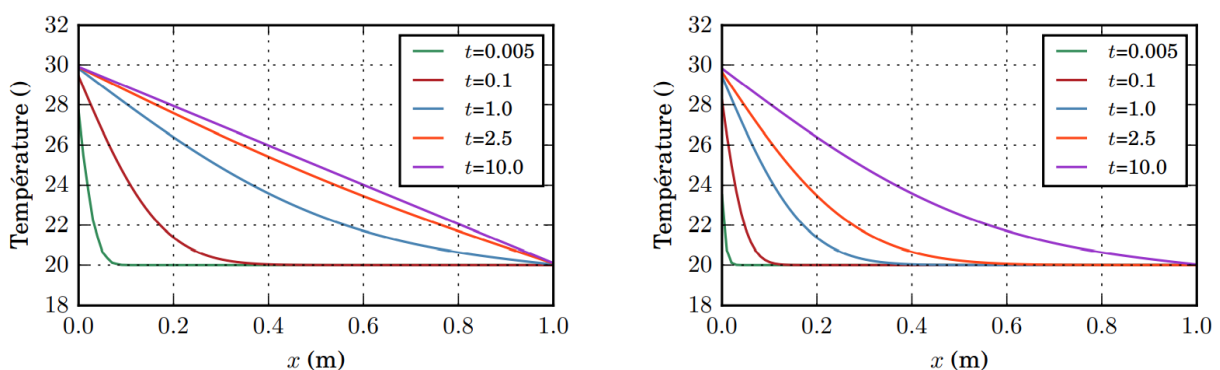 32
30
28
26
24
22
20
18
Température ()
0.0 0.2 0.4 0.6 0.8 1.0
x (m)
t=0.005
t=0.1
t=1.0
t=2.5
t=10.0
32
30
28
26
24
22
20
18
Température ()
0.0 0.2 0.4 0.6 0.8 1.0
x (m)
t=0.005
t=0.1
t=1.0
t=2.5
t=10.0